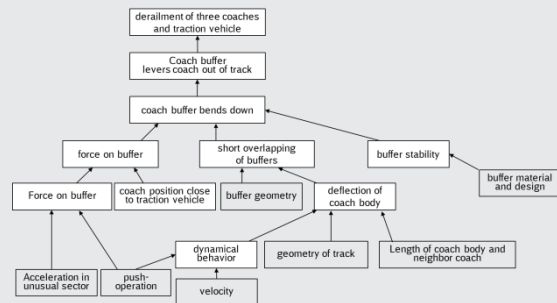 derailment of three coaches
and traction vehicle
Coach buffer
levers coach out of track
coach buffer bends down
force on buffer
short overlapping
of buffers
buffer stability
buffer material
and design
Force on buffer
coach position close
to traction vehicle
buffer geometry
deflection of
coach body
dynamical
behavior
geometry of track
Length of coach body and
neighbor coach
Acceleration in
unusual sector
push-
operation
velocity